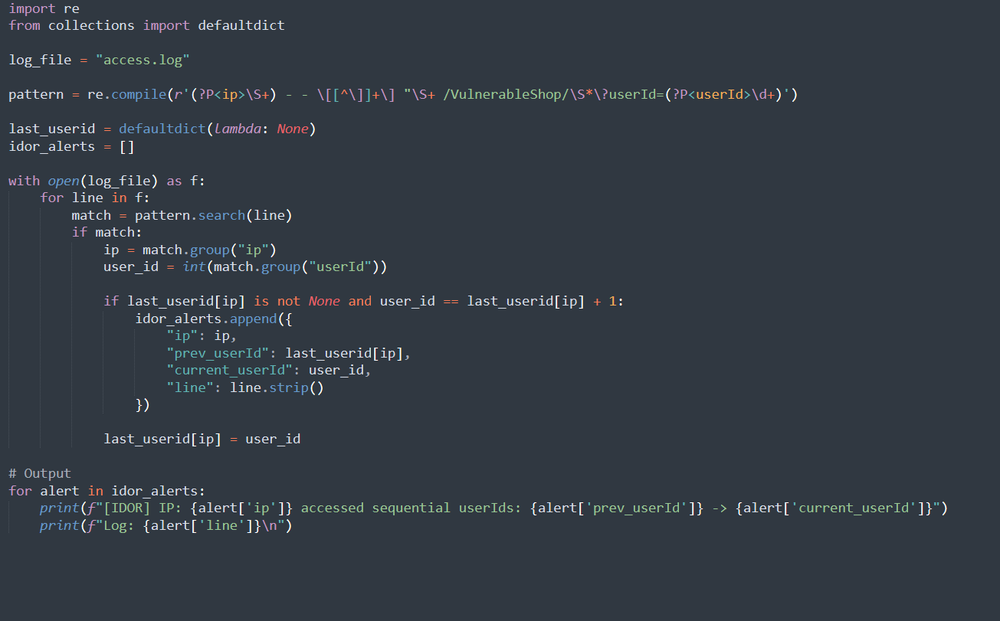 import re
from collections import defaultdict

log_file = "access.log"

pattern = re.compile(r'(?P<ip>\S+) - - \[[^\]]+\] "\S+ /VulnerableShop/\S*\?userId=(?P<userId>\d+)')

last_userid = defaultdict(lambda: None)
idor_alerts = []

with open(log_file) as f:
    for line in f:
        match = pattern.search(line)
        if match:
            ip = match.group("ip")
            user_id = int(match.group("userId"))

            if last_userid[ip] is not None and user_id == last_userid[ip] + 1:
                idor_alerts.append({
                    "ip": ip,
                    "prev_userId": last_userid[ip],
                    "current_userId": user_id,
                    "line": line.strip()
                })

            last_userid[ip] = user_id

# Output
for alert in idor_alerts:
    print(f"[IDOR] IP: {alert['ip']} accessed sequential userIds: {alert['prev_userId']} -> {alert['current_userId']}")
    print(f"Log: {alert['line']}\n")